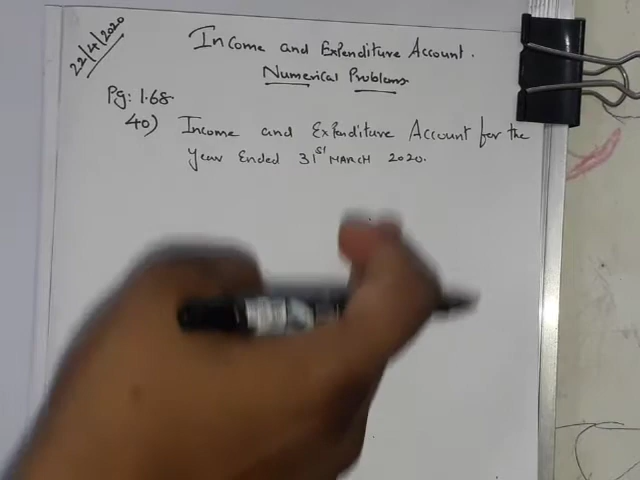 22/4/2020
Income and Expenditure Account.
Numerical Problems
Pg: 1.68
40) Income and Expenditure Account for the
year Ended 31st MARCH 2020.